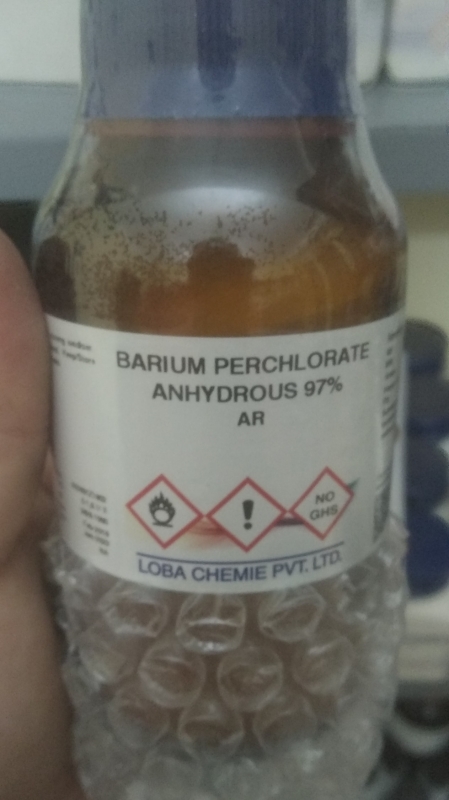 BARIUM PERCHLORATE
ANHYDROUS 97%
AR
NO
GHS
LOBA CHEMIE PVT. LTD.